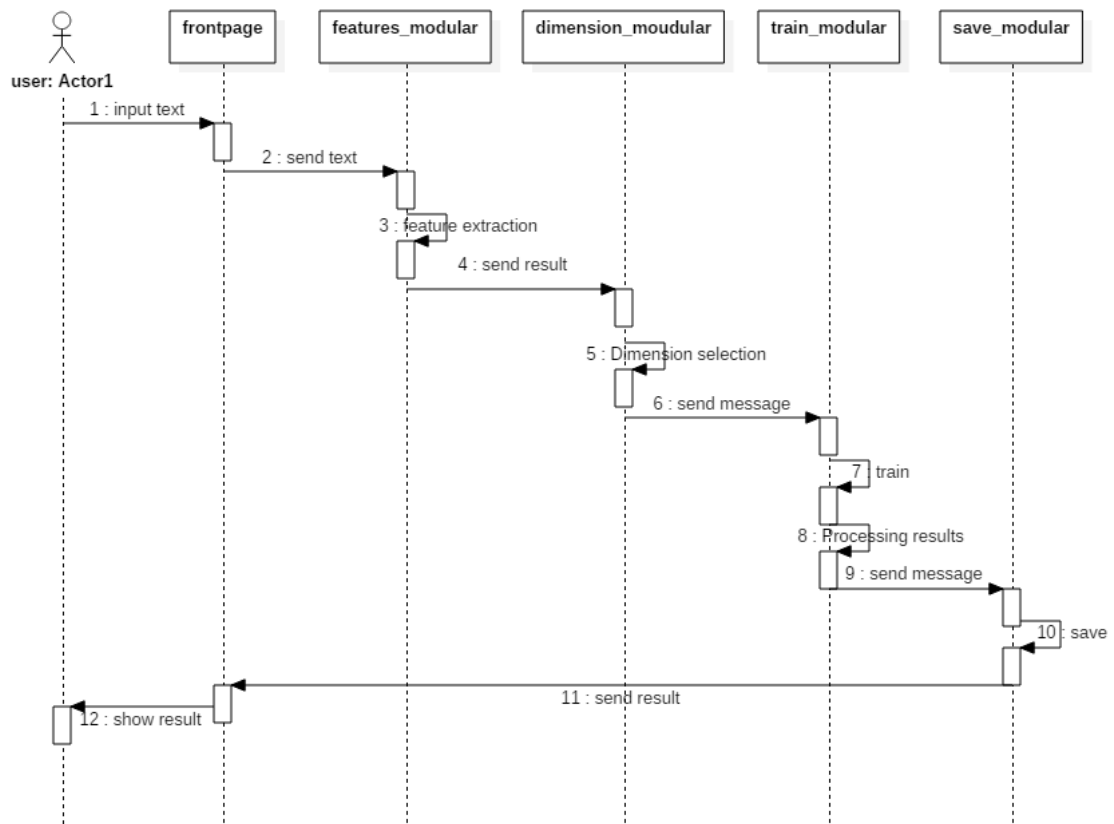 frontpage
features_modular
dimension_moudular
train_modular
save_modular
user: Actor1
1 : input text
2 : send text
3 : feature extraction
4 : send result
5 : Dimension selection
6 : send message
7 : train
8 : Processing results
9 : send message
10 : save
11 : send result
12 : show result